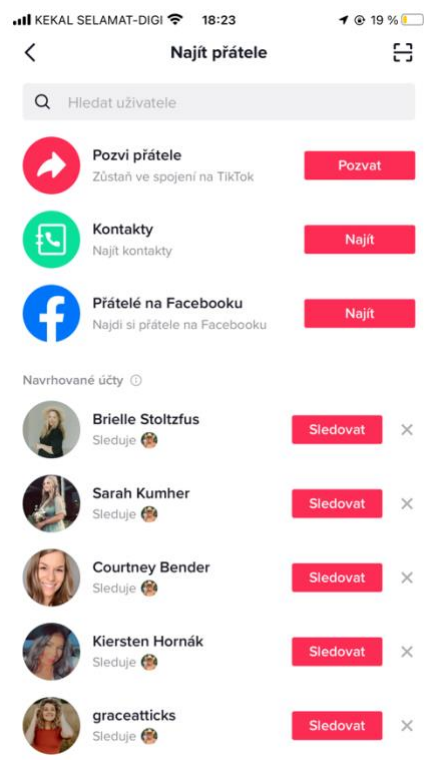 KEKAL SELAMAT-DIGI 18:23 19 %
Najít přátele
Hledat uživatele
Pozvi přátele
Zůstaň ve spojení na TikTok
Pozvat
Kontakty
Najít kontakty
Najít
Přátelé na Facebooku
Najdi si přátele na Facebooku
Najít
Navrhované účty
Brielle Stoltzfus
Sleduje
Sledovat
Sarah Kumher
Sleduje
Sledovat
Courtney Bender
Sleduje
Sledovat
Kiersten Hornák
Sleduje
Sledovat
graceatticks
Sleduje
Sledovat